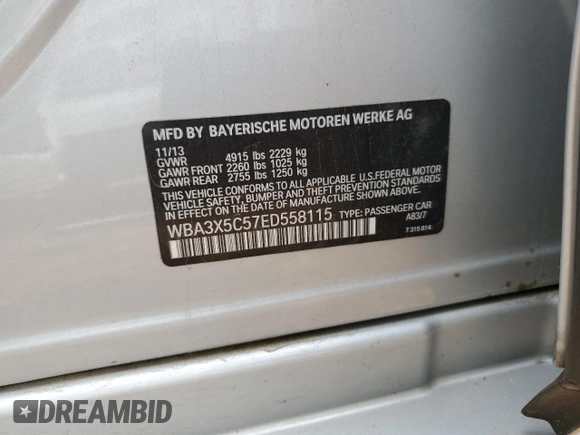 MFD BY BAYERISCHE MOTOREN WERKE AG
11/13
GVWR 4915 lbs 2229 kg
GAWR FRONT 2260 lbs 1025 kg
GAWR REAR 2755 lbs 1250 kg
THIS VEHICLE CONFORMS TO ALL APPLICABLE U.S.FEDERAL MOTOR
VEHICLE SAFETY, BUMPER, AND THEFT PREVENTION
STANDARDS IN EFFECT ON THE DATE OF MANUFACTURE SHOWN ABOVE.
WBA3X5C57ED558115 TYPE: PASSENGER CAR
A83/7
7 315 814
DREAMBID